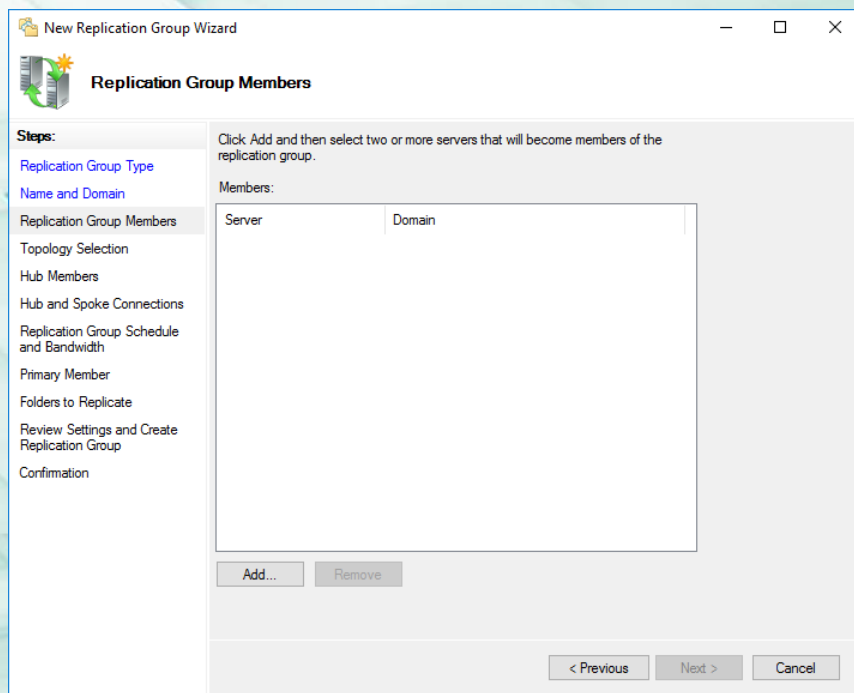 New Replication Group Wizard
Replication Group Members
Steps:
Replication Group Type
Name and Domain
Replication Group Members
Topology Selection
Hub Members
Hub and Spoke Connections
Replication Group Schedule
and Bandwidth
Primary Member
Folders to Replicate
Review Settings and Create
Replication Group
Confirmation
Click Add and then select two or more servers that will become members of the
replication group.
Members:
Server Domain
Add... Remove
< Previous Next > Cancel